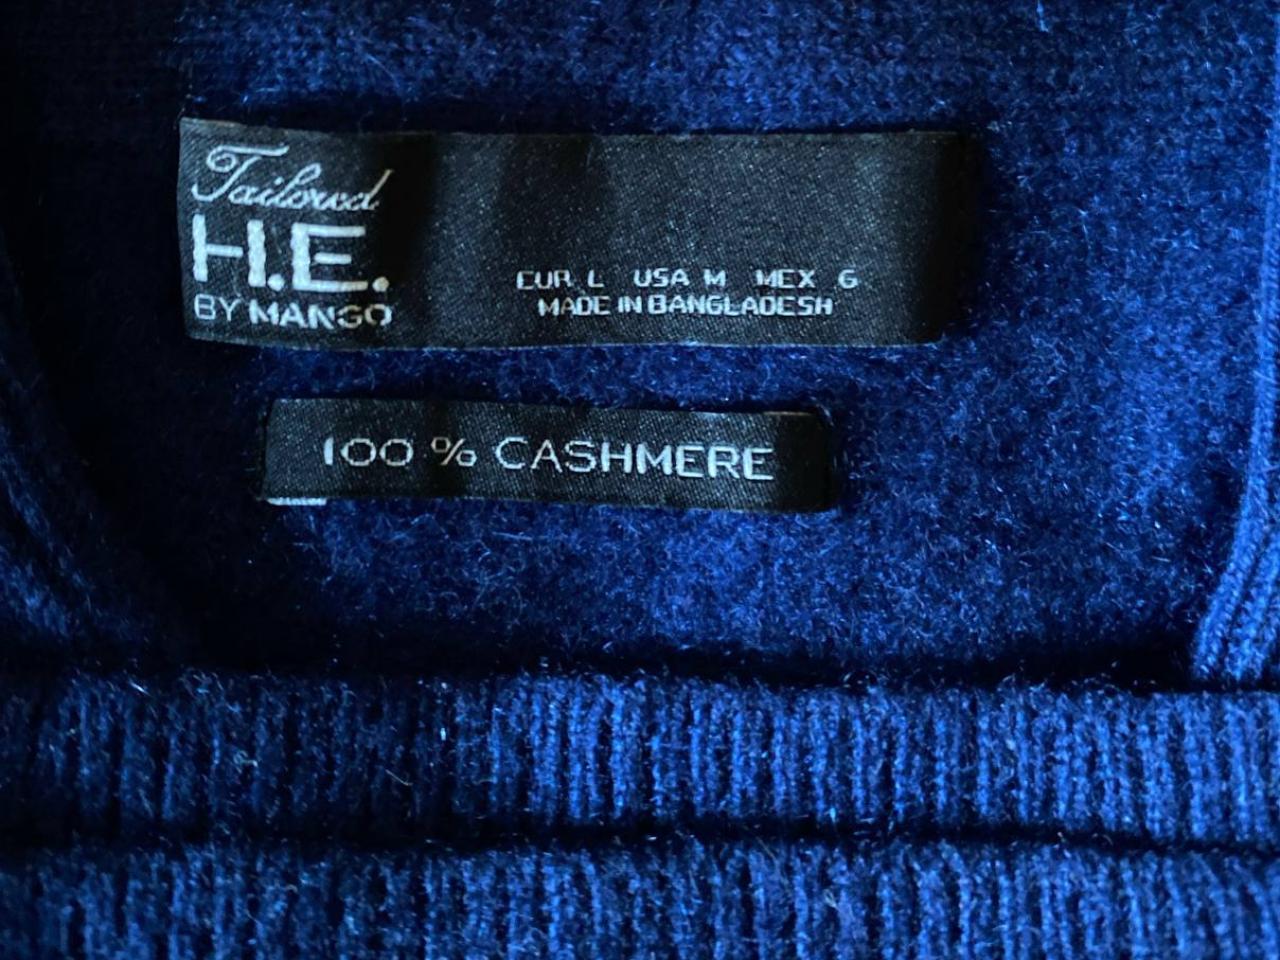 Tailored
H.E.
BY MANGO
EUR L USA M MEX G
MADE IN BANGLADESH
100 % CASHMERE